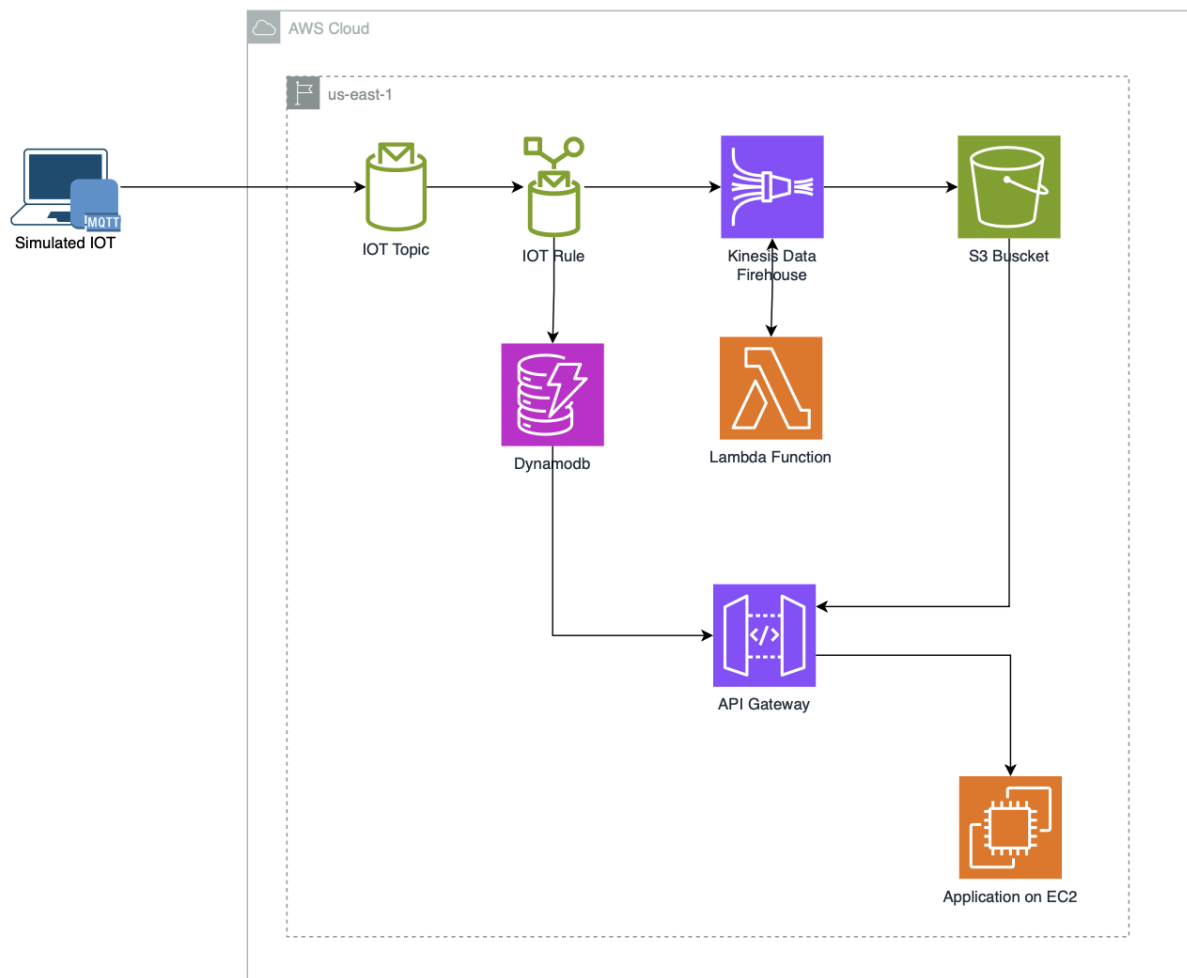 AWS Cloud
us-east-1
!MQTT
Simulated IOT
IOT Topic
IOT Rule
Kinesis Data
Firehouse
S3 Buscket
Dynamodb
Lambda Function
</>
API Gateway
Application on EC2